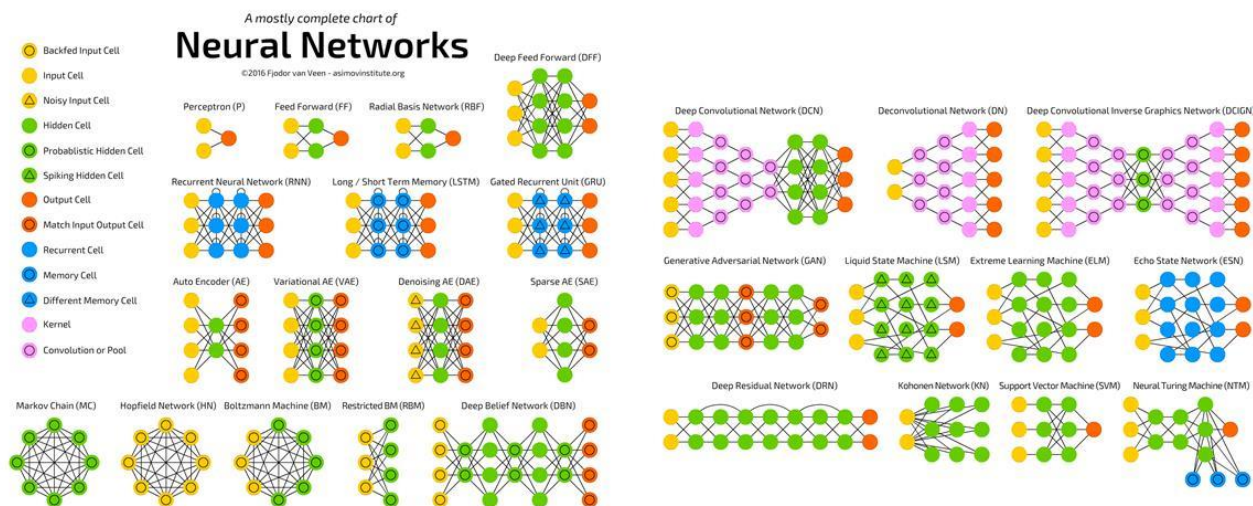 A mostly complete chart of
Neural Networks
©2016 Fjodor van Veen - asimovinstitute.org
Backfed Input Cell
Input Cell
Noisy Input Cell
Hidden Cell
Probablistic Hidden Cell
Spiking Hidden Cell
Output Cell
Match Input Output Cell
Recurrent Cell
Memory Cell
Different Memory Cell
Kernel
Convolution or Pool
Deep Feed Forward (DFF)
Perceptron (P)
Feed Forward (FF)
Radial Basis Network (RBF)
Recurrent Neural Network (RNN)
Long / Short Term Memory (LSTM)
Gated Recurrent Unit (GRU)
Auto Encoder (AE)
Variational AE (VAE)
Denoising AE (DAE)
Sparse AE (SAE)
Markov Chain (MC)
Hopfield Network (HN)
Boltzmann Machine (BM)
Restricted BM (RBM)
Deep Belief Network (DBN)
Deep Convolutional Network (DCN)
Deconvolutional Network (DN)
Deep Convolutional Inverse Graphics Network (DCIGN)
Generative Adversarial Network (GAN)
Liquid State Machine (LSM)
Extreme Learning Machine (ELM)
Echo State Network (ESN)
Deep Residual Network (DRN)
Kohonen Network (KN)
Support Vector Machine (SVM)
Neural Turing Machine (NTM)